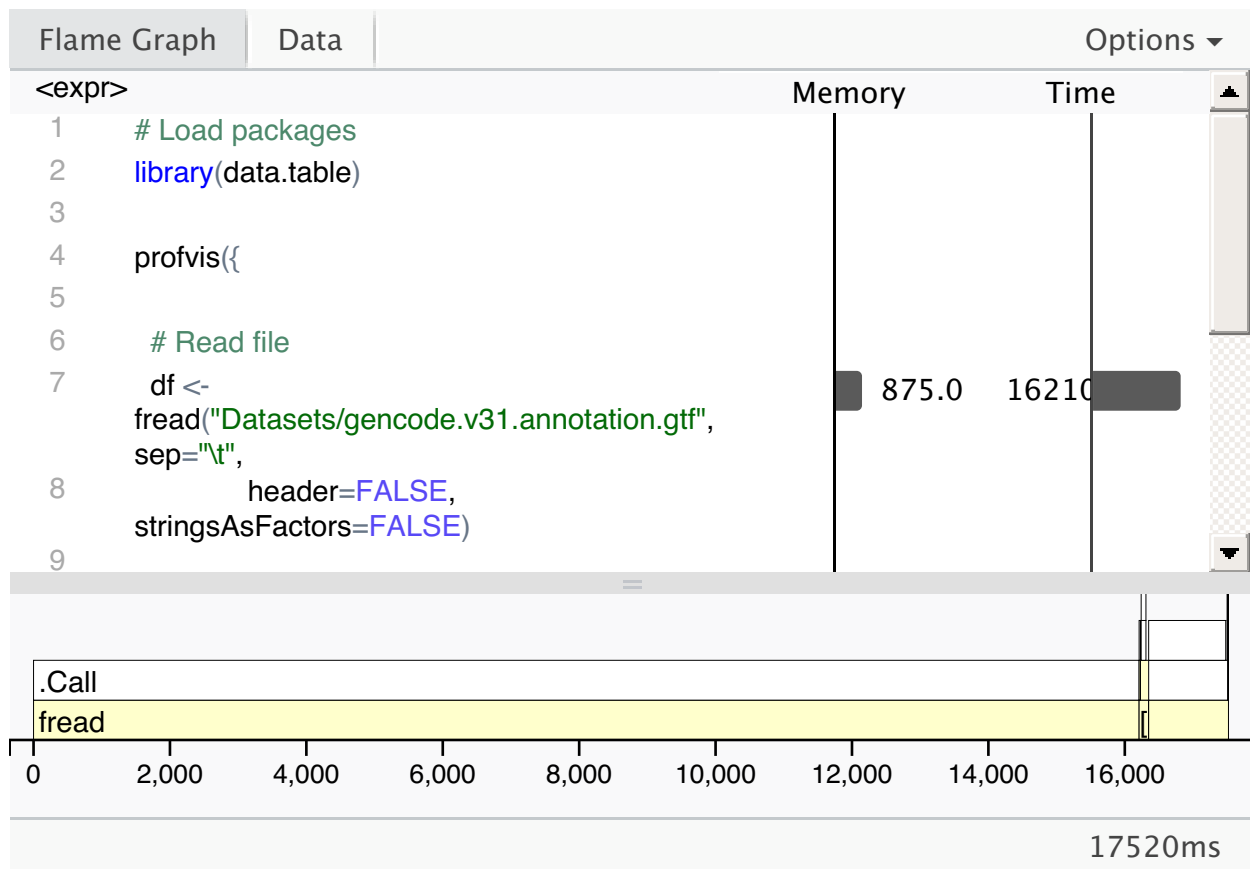 Flame Graph Data Options
<expr> Memory Time
1 # Load packages
2 library(data.table)
3
4 profvis({
5
6 # Read file
7 df <-
fread("Datasets/gencode.v31.annotation.gtf",
sep="\t",
875.0 16210
8 header=FALSE,
stringsAsFactors=FALSE)
9
.Call
fread [
0 2,000 4,000 6,000 8,000 10,000 12,000 14,000 16,000
17520ms